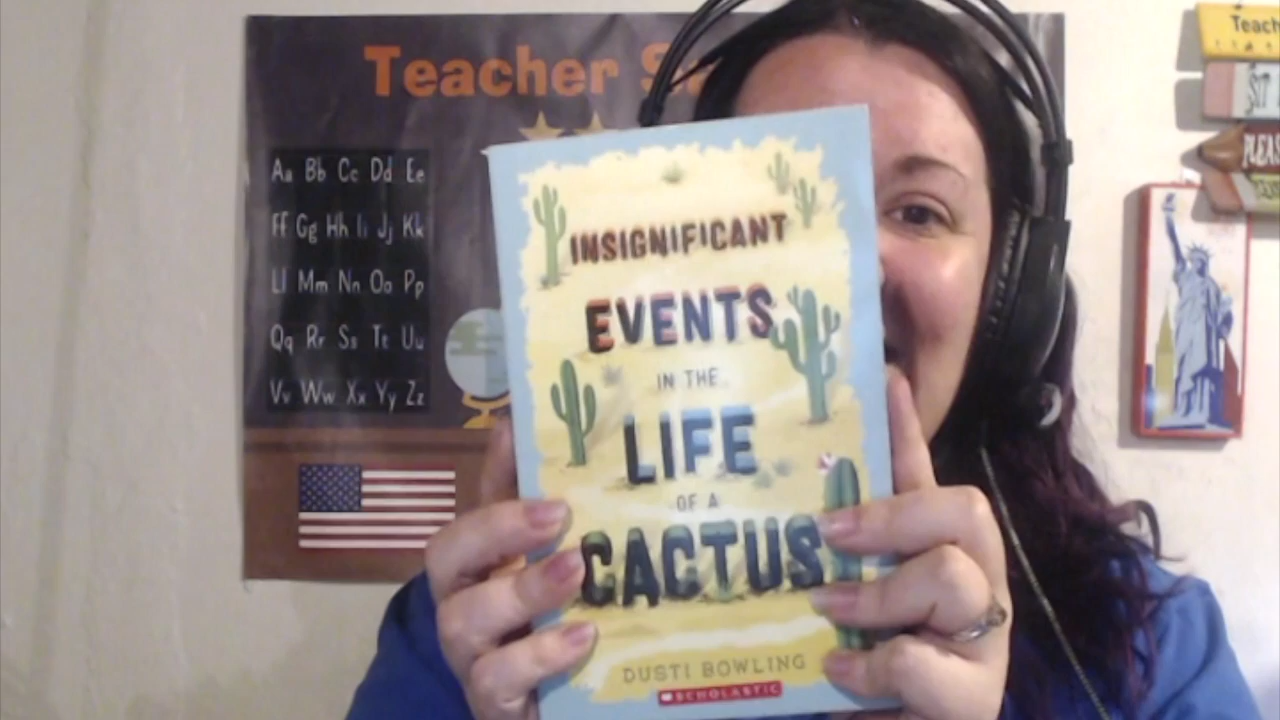 Teacher
Aa Bb Cc Dd Ee
Ff Gg Hh Ii Jj Kk
Ll Mm Nn Oo Pp
Qq Rr Ss Tt Uu
Vv Ww Xx Yy Zz
INSIGNIFICANT
EVENTS
IN THE
LIFE
OF A
CACTUS
DUSTI BOWLING
SCHOLASTIC
Teach
SIT
PLEAS